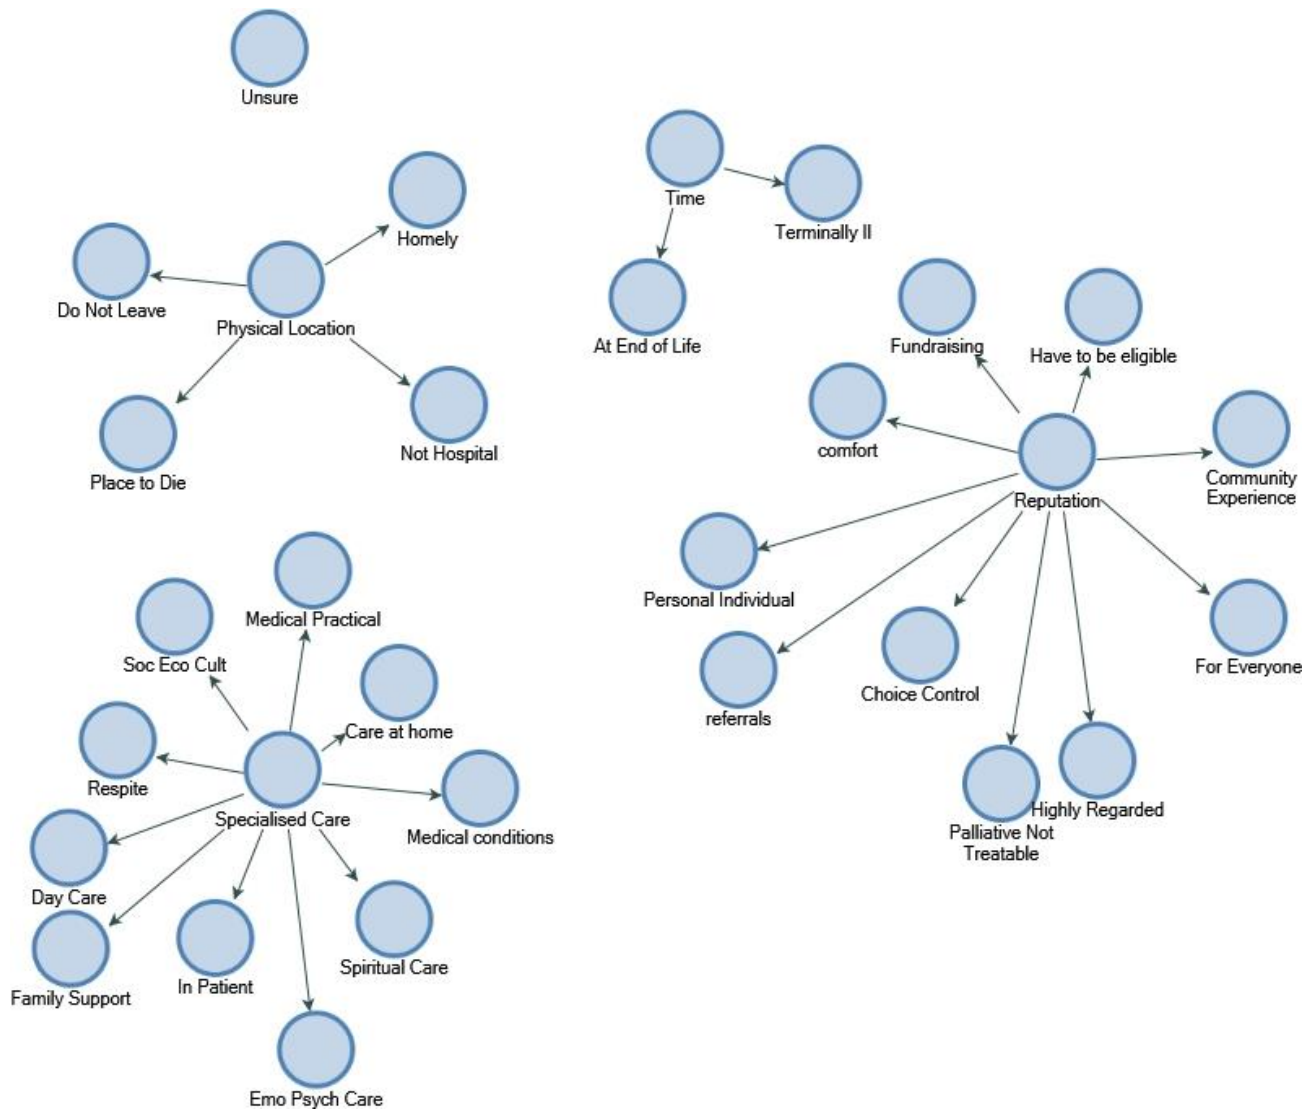 Unsure
Time
Terminally Il
Homely
Do Not Leave
Physical Location
At End of Life
Fundraising
Have to be eligible
comfort
Not Hospital
Place to Die
Community
Experience
Reputation
Personal Individual
Medical Practical
Soc Eco Cult
For Everyone
Choice Control
referrals
Care at home
Respite
Specialised Care
Medical conditions
Highly Regarded
Palliative Not
Treatable
Day Care
Spiritual Care
In Patient
Family Support
Emo Psych Care